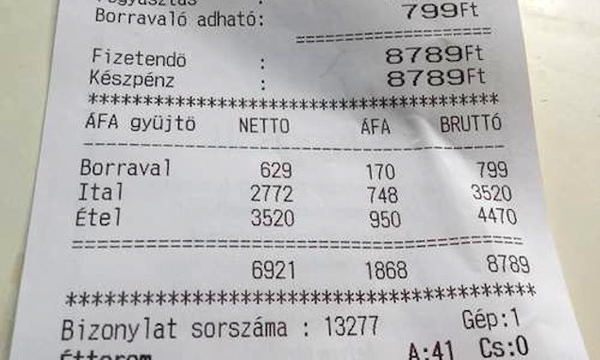 Borravaló adható: 799Ft
====================
Fizetendö : 8789Ft
Készpénz : 8789Ft
****************************************
ÁFA gyüjtö NETTO ÁFA BRUTTÓ
----------------------------------------
Borraval 629 170 799
Ital 2772 748 3520
Étel 3520 950 4470
========================================
6921 1868 8789
****************************************
Bizonylat sorszáma : 13277 Gép:1
Étterem A:41 Cs:0